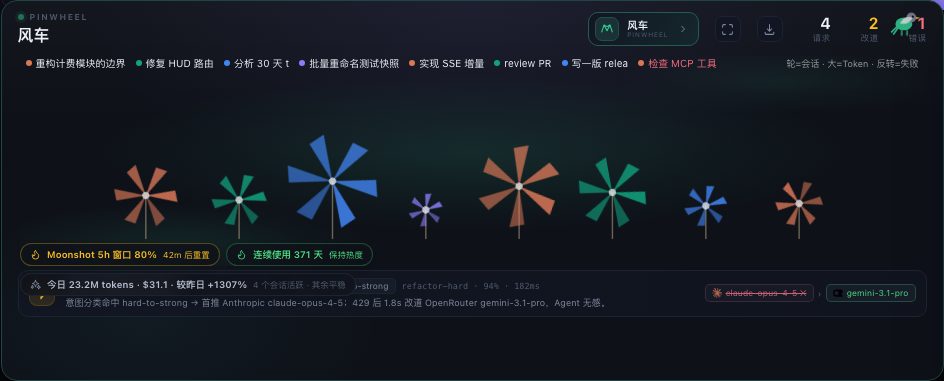 PINWHEEL
风车
风车
PINWHEEL
4
请求
2
改道
1
错误
重构计费模块的边界
修复 HUD 路由
分析 30 天 t
批量重命名测试快照
实现 SSE 增量
review PR
写一版 relea
检查 MCP 工具
轮=会话 · 大=Token · 反转=失败
Moonshot 5h 窗口 80% 42m 后重置
连续使用 371 天 保持热度
今日 23.2M tokens · $31.1 · 较昨日 +1307% 4 个会话活跃 · 其余平稳
o-strong refactor-hard · 94% · 182ms
意图分类命中 hard-to-strong → 首推 Anthropic claude-opus-4-5；429 后 1.8s 改道 OpenRouter gemini-3.1-pro，Agent 无感。
claude-opus-4-5 ✕ › gemini-3.1-pro